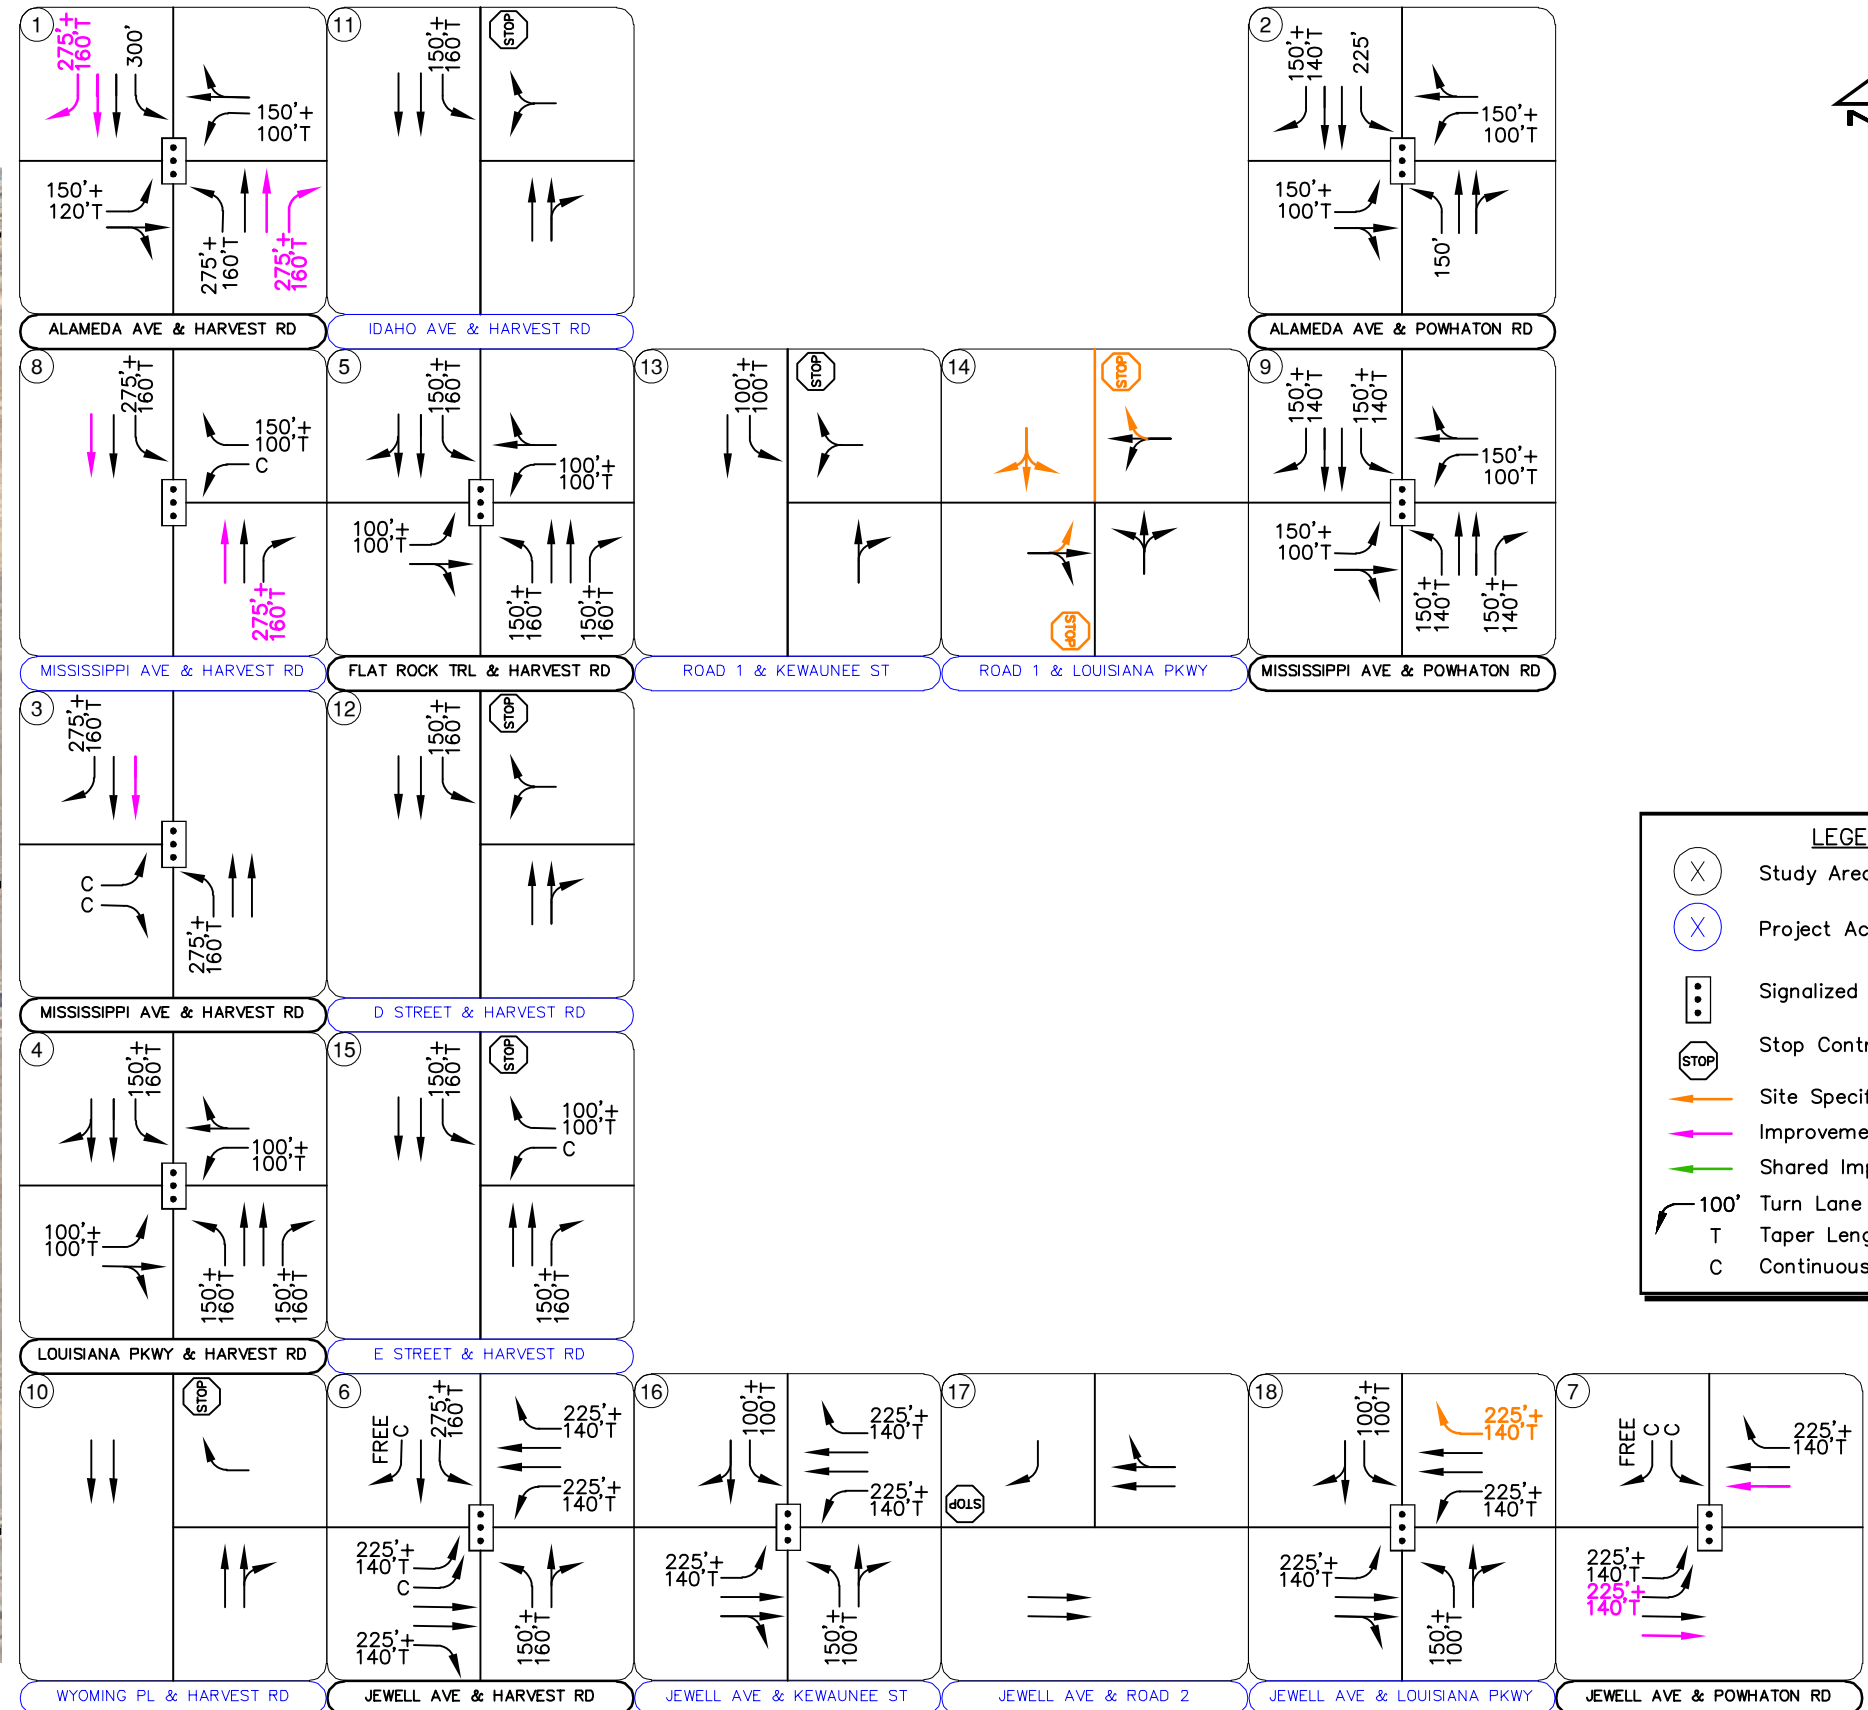 1
275'+
160'T
300'
150'+
100'T
150'+
120'T
275'+
160'T
275'+
160'T
ALAMEDA AVE & HARVEST RD
11
150'+
160'T
STOP
IDAHO AVE & HARVEST RD
2
150'+
140'T
225'
150'+
100'T
150'+
100'T
150'
ALAMEDA AVE & POWHATON RD
8
275'+
160'T
150'+
100'T
C
275'+
160'T
MISSISSIPPI AVE & HARVEST RD
5
150'+
160'T
100'+
100'T
100'+
100'T
150'+
160'T
150'+
160'T
FLAT ROCK TRL & HARVEST RD
13
100'+
100'T
STOP
ROAD 1 & KEWAUNEE ST
14
STOP
STOP
ROAD 1 & LOUISIANA PKWY
9
150'+
140'T
150'+
140'T
150'+
100'T
150'+
100'T
150'+
140'T
150'+
140'T
MISSISSIPPI AVE & POWHATON RD
3
275'+
160'T
C
C
275'+
160'T
MISSISSIPPI AVE & HARVEST RD
12
150'+
160'T
STOP
D STREET & HARVEST RD
4
150'+
160'T
100'+
100'T
100'+
100'T
150'+
160'T
150'+
160'T
LOUISIANA PKWY & HARVEST RD
15
150'+
160'T
STOP
100'+
100'T
C
150'+
160'T
E STREET & HARVEST RD
10
STOP
WYOMING PL & HARVEST RD
6
FREE
C
275'+
160'T
225'+
140'T
225'+
140'T
225'+
140'T
C
225'+
140'T
150'+
160'T
JEWELL AVE & HARVEST RD
16
100'+
100'T
225'+
140'T
225'+
140'T
225'+
140'T
150'+
100'T
JEWELL AVE & KEWAUNEE ST
17
STOP
JEWELL AVE & ROAD 2
18
100'+
100'T
225'+
140'T
225'+
140'T
225'+
140'T
150'+
100'T
JEWELL AVE & LOUISIANA PKWY
7
FREE
C
C
225'+
140'T
225'+
140'T
225'+
140'T
JEWELL AVE & POWHATON RD
LEGE
X Study Area
X Project Ac
Signalized
STOP Stop Contr
Site Specif
Improveme
Shared Imp
100' Turn Lane
T Taper Leng
C Continuous